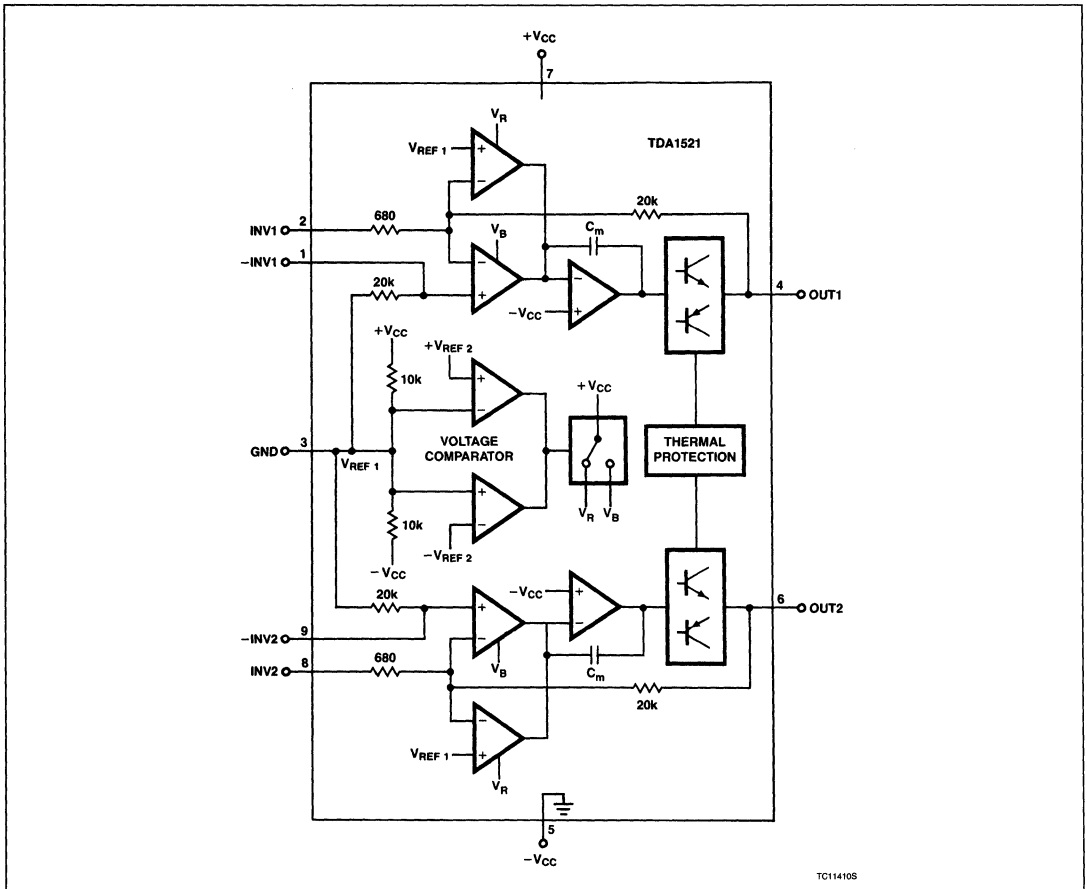 +VCC
7
TDA1521
VR
VREF 1
+
−
20k
2
680
INV1
Cm
VB
1
−INV1
−
+
20k
−
+
−VCC
4
OUT1
+VCC
10k
+VREF 2
+
−
+VCC
VOLTAGE
COMPARATOR
THERMAL
PROTECTION
3
GND
VREF 1
VR VB
+
−
10k
−VREF 2
−VCC
20k
−VCC
+
−
6
OUT2
+
−
9
−INV2
VB
Cm
8
INV2
680
20k
−
+
VREF 1
VR
5
−VCC
TC11410S